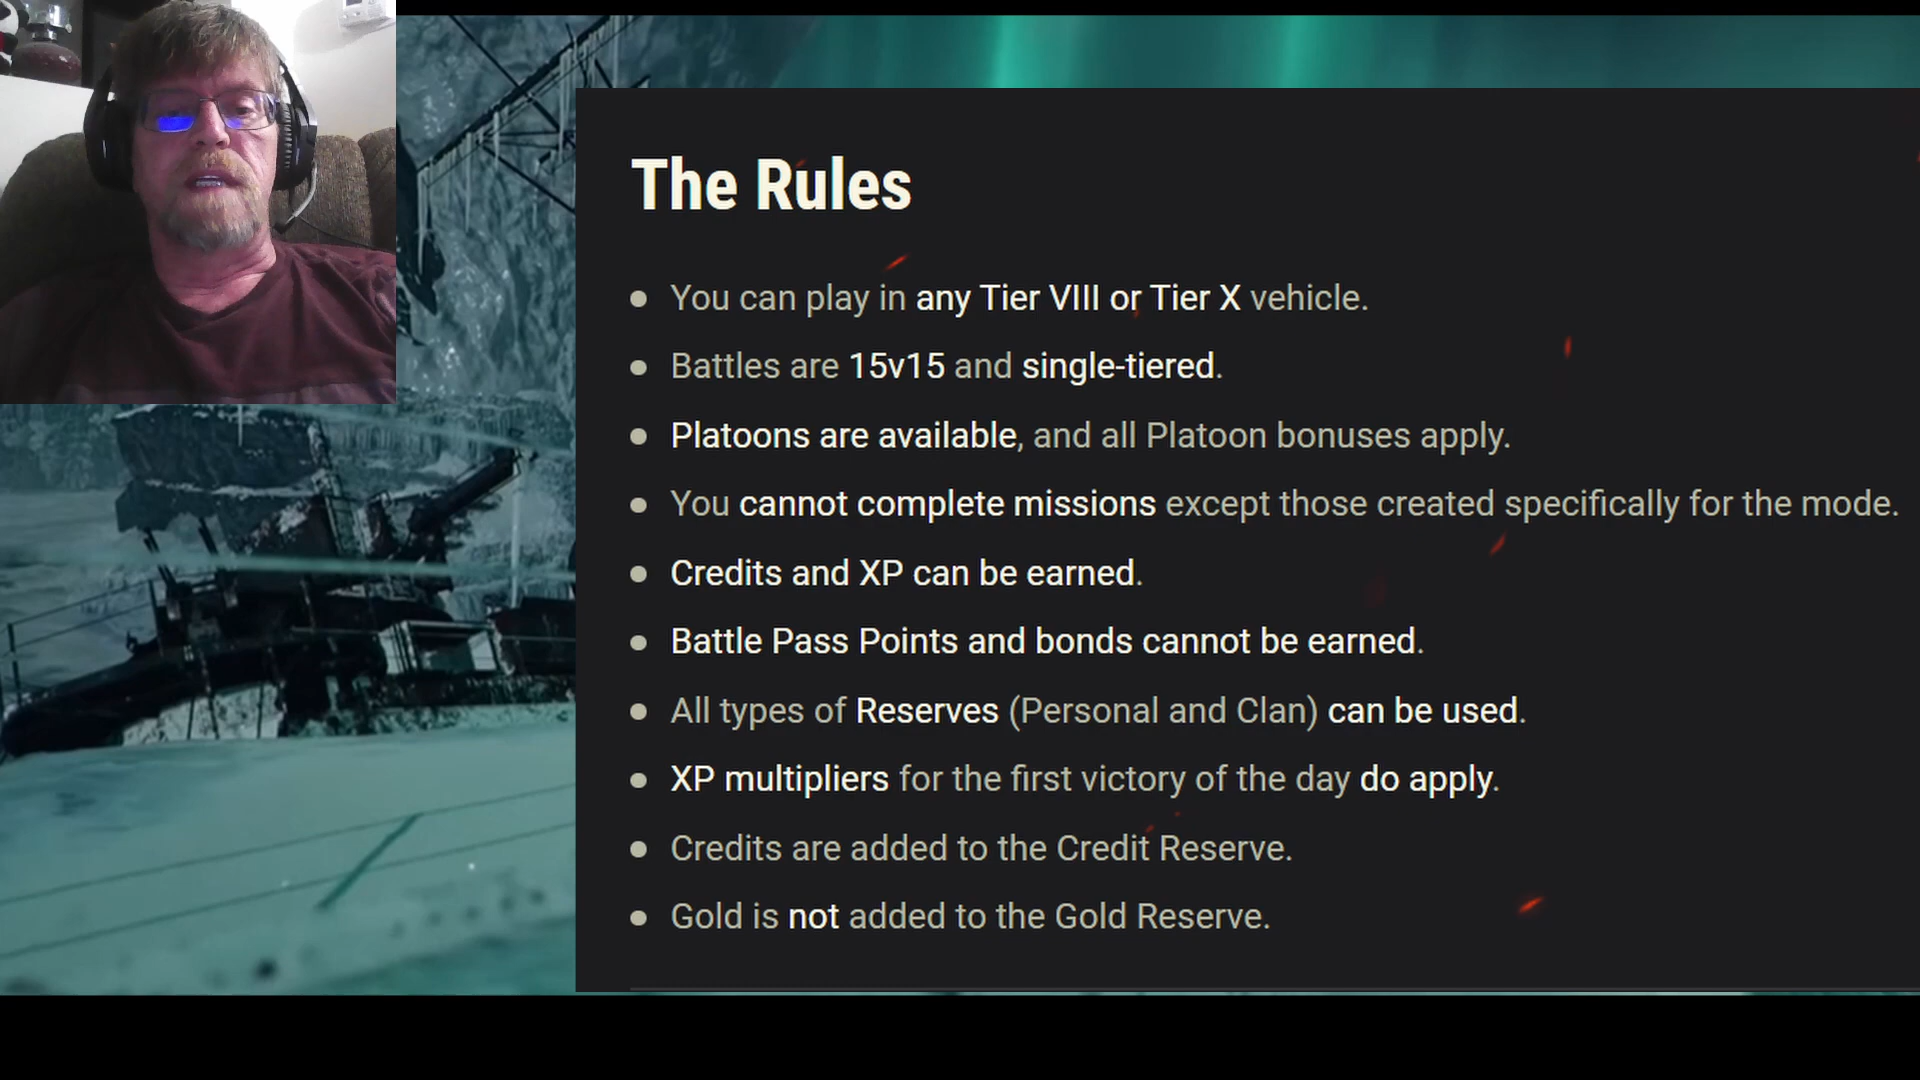 The Rules
You can play in any Tier VIII or Tier X vehicle.
Battles are 15v15 and single-tiered.
Platoons are available, and all Platoon bonuses apply.
You cannot complete missions except those created specifically for the mode.
Credits and XP can be earned.
Battle Pass Points and bonds cannot be earned.
All types of Reserves (Personal and Clan) can be used.
XP multipliers for the first victory of the day do apply.
Credits are added to the Credit Reserve.
Gold is not added to the Gold Reserve.